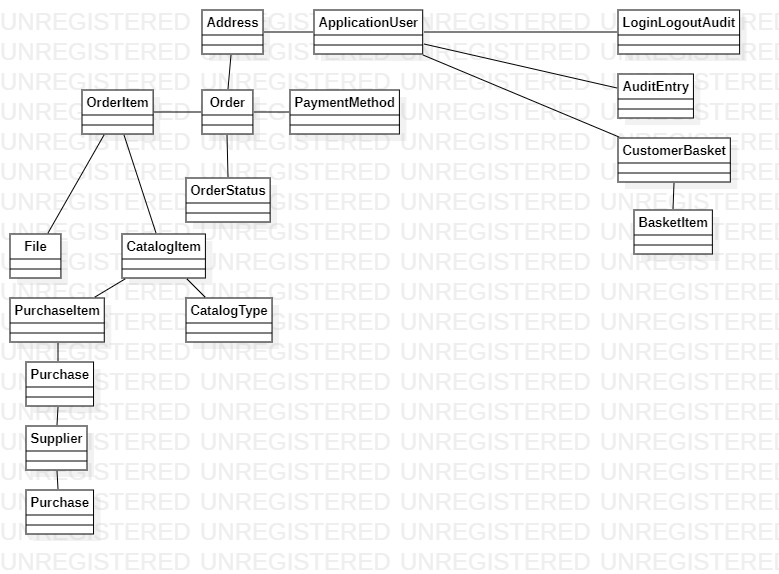 Address
ApplicationUser
LoginLogoutAudit
AuditEntry
OrderItem
Order
PaymentMethod
CustomerBasket
OrderStatus
BasketItem
File
CatalogItem
PurchaseItem
CatalogType
Purchase
Supplier
Purchase
UNREGISTERED UNREGISTERED UNREGISTERED UNREGISTERED